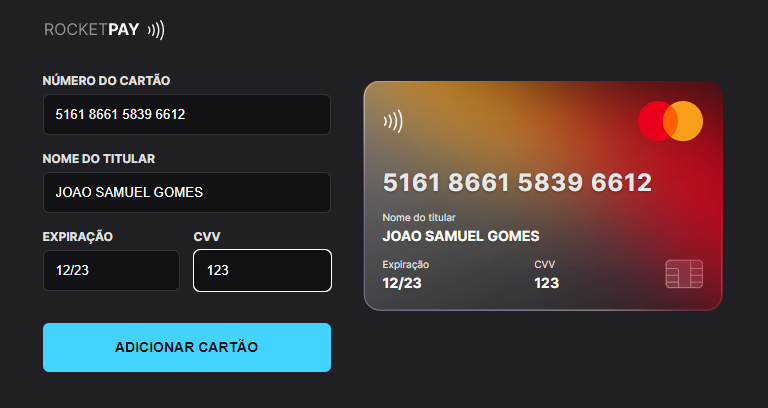 ROCKETPAY
NÚMERO DO CARTÃO
5161 8661 5839 6612
NOME DO TITULAR
JOAO SAMUEL GOMES
EXPIRAÇÃO CVV
12/23 123
ADICIONAR CARTÃO
5161 8661 5839 6612
Nome do titular
JOAO SAMUEL GOMES
Expiração CVV
12/23 123